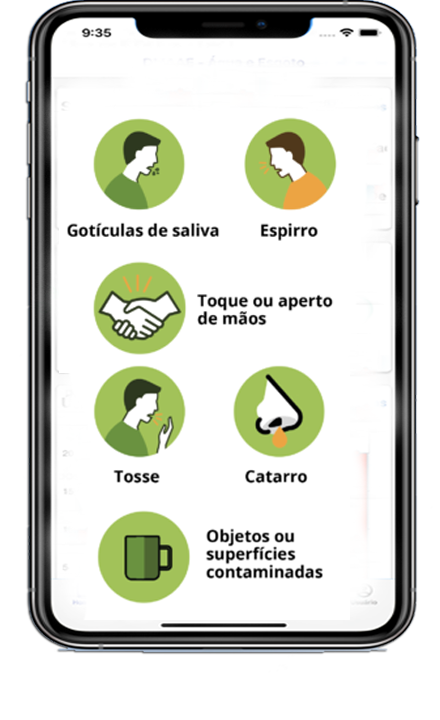 9:35
Gotículas de saliva
Espirro
Toque ou aperto
de mãos
Tosse
Catarro
Objetos ou
superfícies
contaminadas